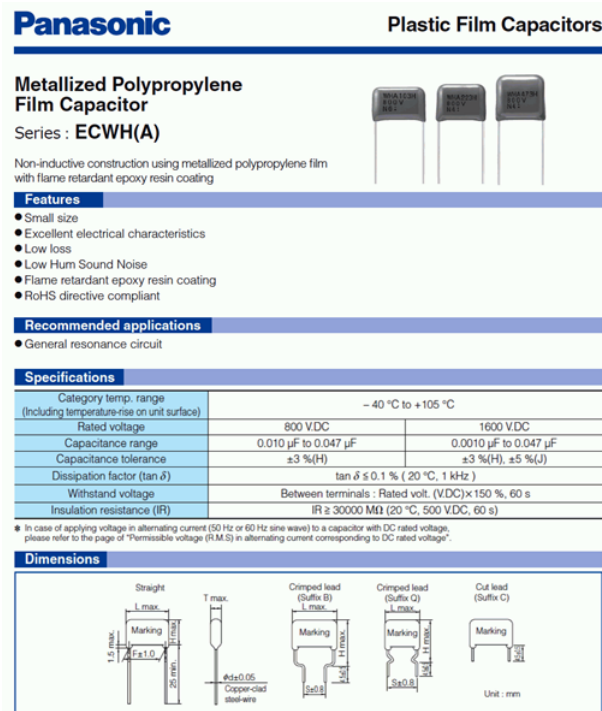 Panasonic
Plastic Film Capacitors
Metallized Polypropylene
Film Capacitor
Series : ECWH(A)
WHA103H
800V
WHA223H
800V
WHA473H
800V
Non-inductive construction using metallized polypropylene film
with flame retardant epoxy resin coating
Features
● Small size
● Excellent electrical characteristics
● Low loss
● Low Hum Sound Noise
● Flame retardant epoxy resin coating
● RoHS directive compliant
Recommended applications
● General resonance circuit
Specifications
Category temp. range
(Including temperature-rise on unit surface)
– 40 °C to +105 °C
Rated voltage
800 V.DC
1600 V.DC
Capacitance range
0.010 µF to 0.047 µF
0.0010 µF to 0.047 µF
Capacitance tolerance
±3 %(H)
±3 %(H), ±5 %(J)
Dissipation factor (tan δ)
tan δ ≤ 0.1 % ( 20 °C, 1 kHz )
Withstand voltage
Between terminals : Rated volt. (V.DC)×150 %, 60 s
Insulation resistance (IR)
IR ≥ 30000 MΩ (20 °C, 500 V.DC, 60 s)
* In case of applying voltage in alternating current (50 Hz or 60 Hz sine wave) to a capacitor with DC rated voltage,
please refer to the page of "Permissible voltage (R.M.S) in alternating current corresponding to DC rated voltage".
Dimensions
Straight
L max.
T max.
Marking
H max.
1.5 max.
F±1.0
25 min.
Ød±0.05
Copper-clad
steel-wire
Crimped lead
(Suffix B)
L max.
Marking
H max.
S±0.8
Crimped lead
(Suffix Q)
L max.
Marking
H max.
S±0.8
Cut lead
(Suffix C)
Marking
Unit : mm